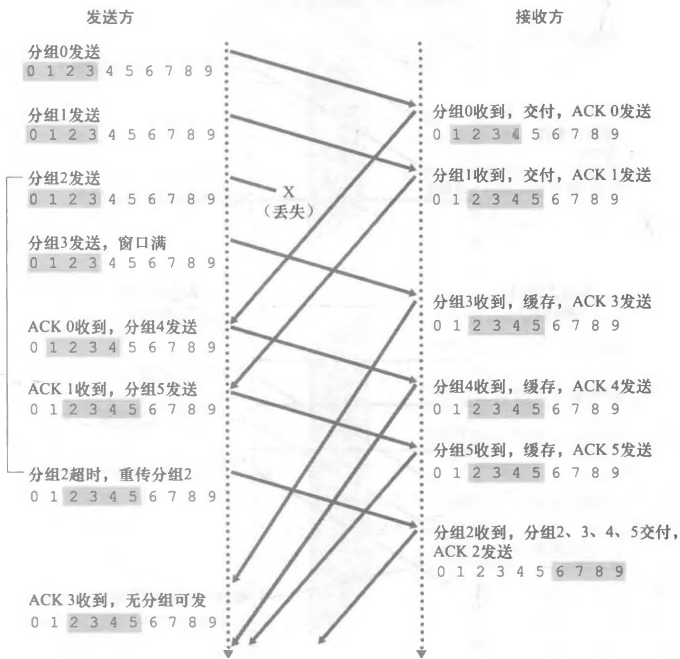 发送方
接收方
分组0发送
0 1 2 3 4 5 6 7 8 9
分组0收到，交付，ACK 0发送
0 1 2 3 4 5 6 7 8 9
分组1发送
0 1 2 3 4 5 6 7 8 9
分组1收到，交付，ACK 1发送
0 1 2 3 4 5 6 7 8 9
分组2发送
0 1 2 3 4 5 6 7 8 9
X
（丢失）
分组3发送，窗口满
0 1 2 3 4 5 6 7 8 9
分组3收到，缓存，ACK 3发送
0 1 2 3 4 5 6 7 8 9
ACK 0收到，分组4发送
0 1 2 3 4 5 6 7 8 9
分组4收到，缓存，ACK 4发送
0 1 2 3 4 5 6 7 8 9
ACK 1收到，分组5发送
0 1 2 3 4 5 6 7 8 9
分组5收到，缓存，ACK 5发送
0 1 2 3 4 5 6 7 8 9
分组2超时，重传分组2
0 1 2 3 4 5 6 7 8 9
分组2收到，分组2、3、4、5交付，
ACK 2发送
0 1 2 3 4 5 6 7 8 9
ACK 3收到，无分组可发
0 1 2 3 4 5 6 7 8 9